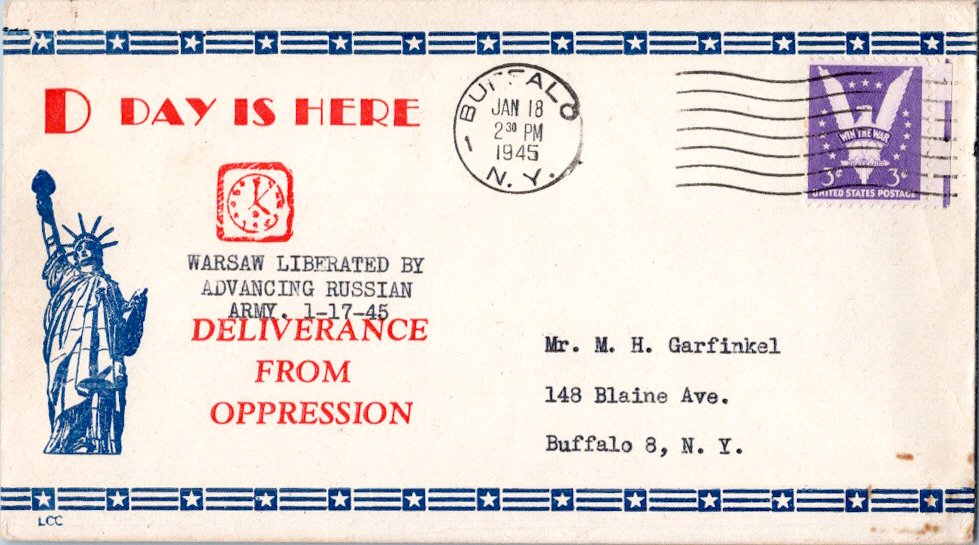 D DAY IS HERE
BUFFALO
JAN 18
2 30 PM
1945
N. Y.
WIN THE WAR
3¢ 3¢
UNITED STATES POSTAGE
WARSAW LIBERATED BY
ADVANCING RUSSIAN
ARMY. 1-17-45
DELIVERANCE
FROM
OPPRESSION
Mr. M. H. Garfinkel
148 Blaine Ave.
Buffalo 8, N. Y.
LCC